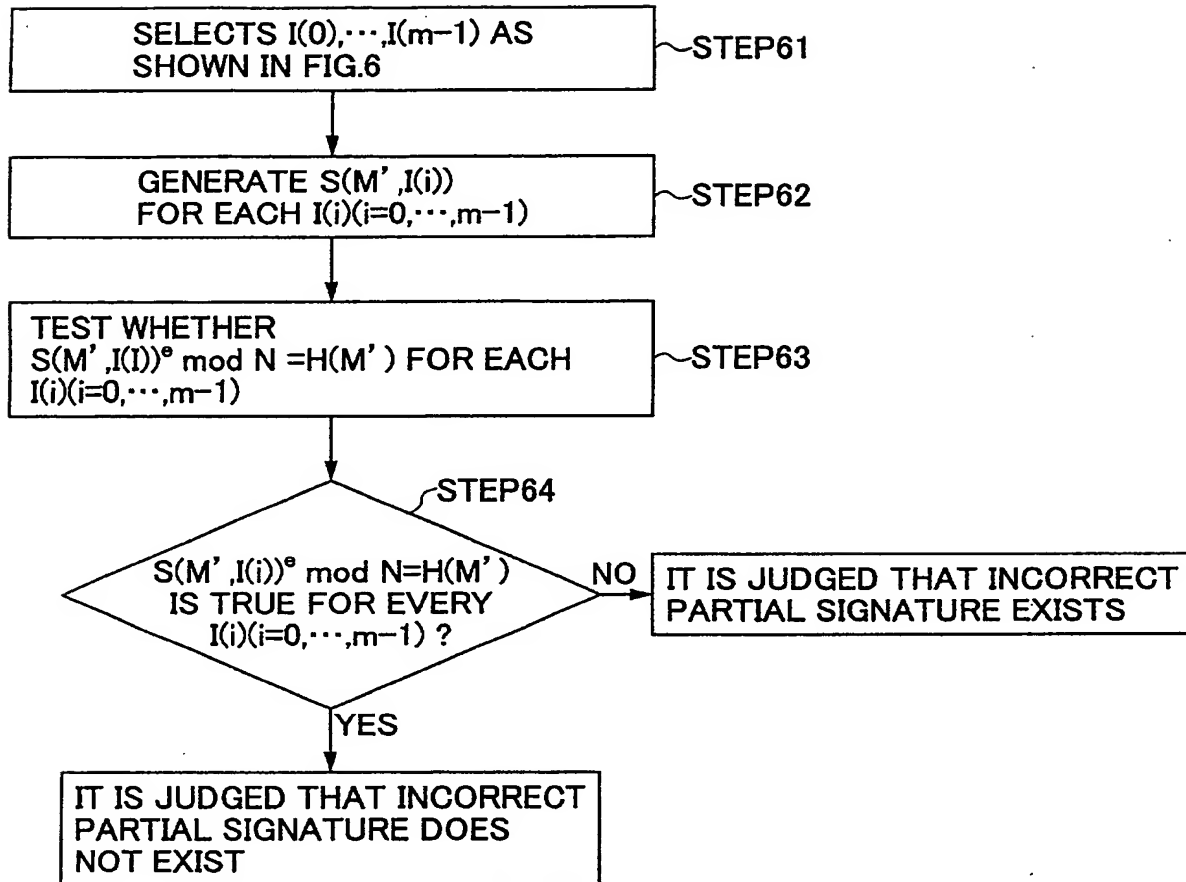 SELECTS I(0),···,I(m-1) AS
SHOWN IN FIG.6
STEP61
GENERATE S(M',I(i))
FOR EACH I(i)(i=0,···,m-1)
STEP62
TEST WHETHER
S(M',I(I))ᵉ mod N =H(M') FOR EACH
I(i)(i=0,···,m-1)
STEP63
STEP64
S(M',I(i))ᵉ mod N=H(M')
IS TRUE FOR EVERY
I(i)(i=0,···,m-1) ?
NO
IT IS JUDGED THAT INCORRECT
PARTIAL SIGNATURE EXISTS
YES
IT IS JUDGED THAT INCORRECT
PARTIAL SIGNATURE DOES
NOT EXIST